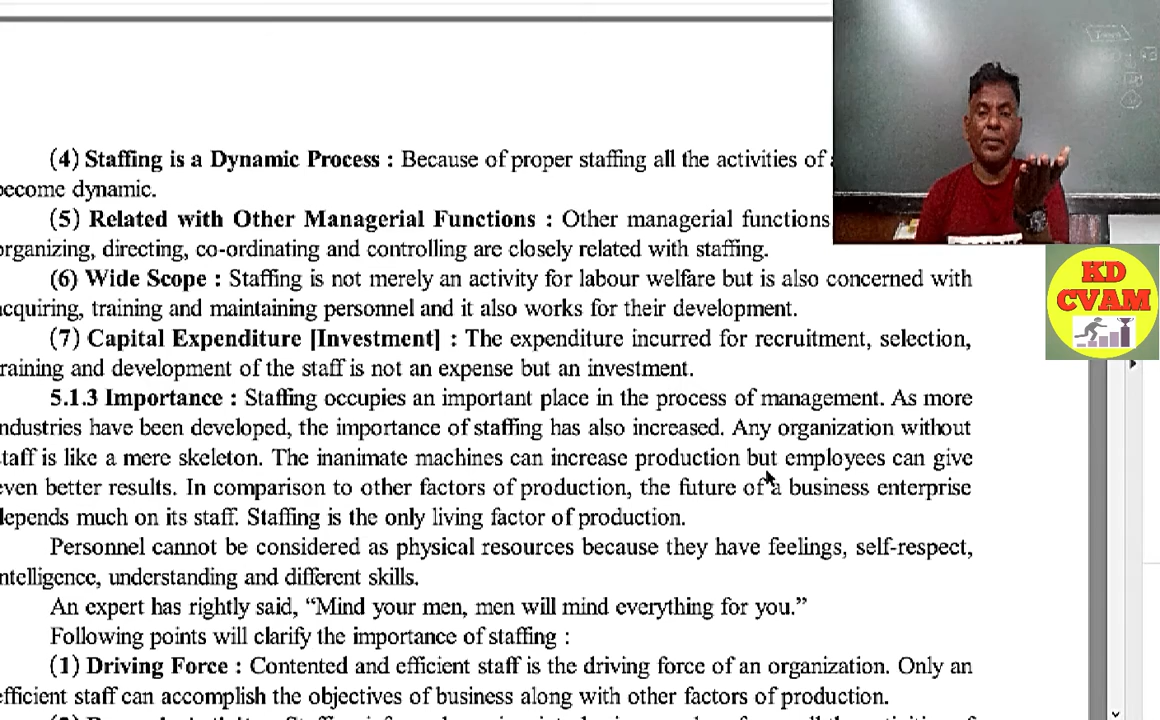 (4) Staffing is a Dynamic Process : Because of proper staffing all the activities of
become dynamic.
(5) Related with Other Managerial Functions : Other managerial functions
organizing, directing, co-ordinating and controlling are closely related with staffing.
(6) Wide Scope : Staffing is not merely an activity for labour welfare but is also concerned with
acquiring, training and maintaining personnel and it also works for their development.
(7) Capital Expenditure [Investment] : The expenditure incurred for recruitment, selection,
training and development of the staff is not an expense but an investment.
5.1.3 Importance : Staffing occupies an important place in the process of management. As more
industries have been developed, the importance of staffing has also increased. Any organization without
staff is like a mere skeleton. The inanimate machines can increase production but employees can give
even better results. In comparison to other factors of production, the future of a business enterprise
depends much on its staff. Staffing is the only living factor of production.
Personnel cannot be considered as physical resources because they have feelings, self-respect,
intelligence, understanding and different skills.
An expert has rightly said, “Mind your men, men will mind everything for you.”
Following points will clarify the importance of staffing :
(1) Driving Force : Contented and efficient staff is the driving force of an organization. Only an
efficient staff can accomplish the objectives of business along with other factors of production.
KD
CVAM